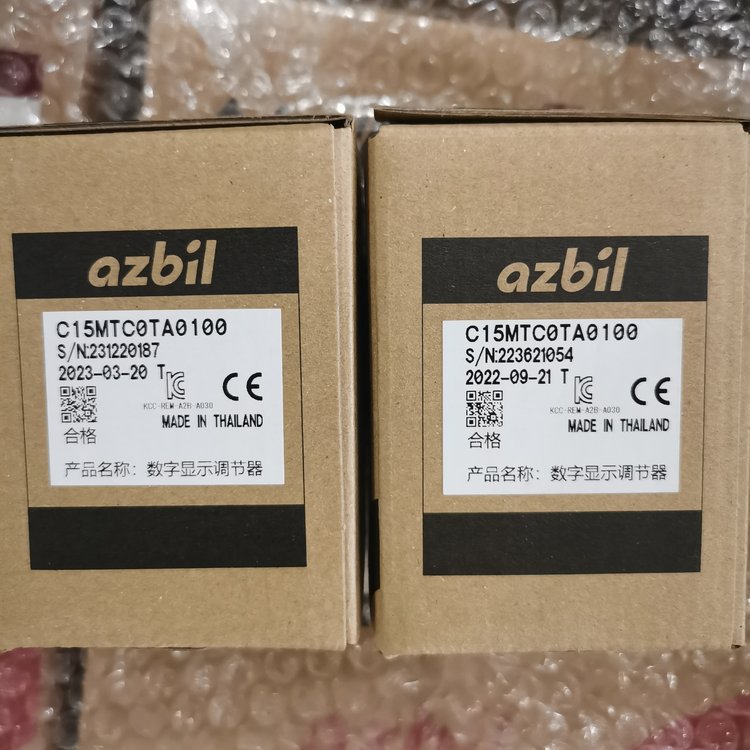 azbil
C15MTC0TA0100
S/N:231220187
2023-03-20 T
KCC-REM-A2B-A030
CE
MADE IN THAILAND
合格
产品名称：数字显示调节器
azbil
C15MTC0TA0100
S/N:223621054
2022-09-21 T
KCC-REM-A2B-A030
CE
MADE IN THAILAND
合格
产品名称：数字显示调节器